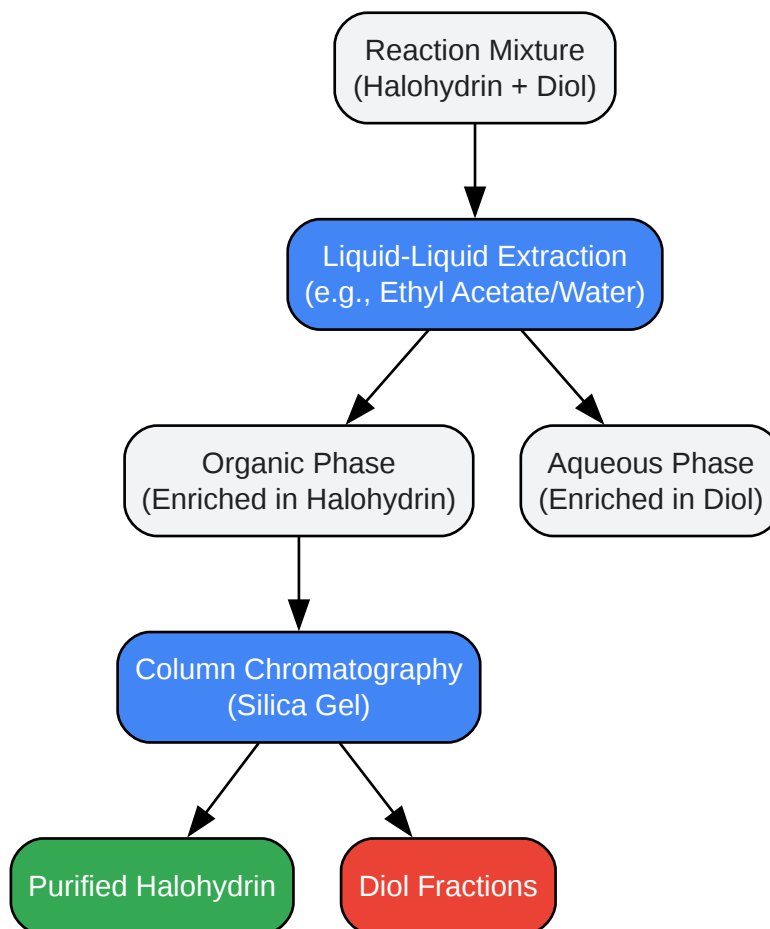 Reaction Mixture
(Halohydrin + Diol)
Liquid-Liquid Extraction
(e.g., Ethyl Acetate/Water)
Organic Phase
(Enriched in Halohydrin)
Aqueous Phase
(Enriched in Diol)
Column Chromatography
(Silica Gel)
Purified Halohydrin
Diol Fractions